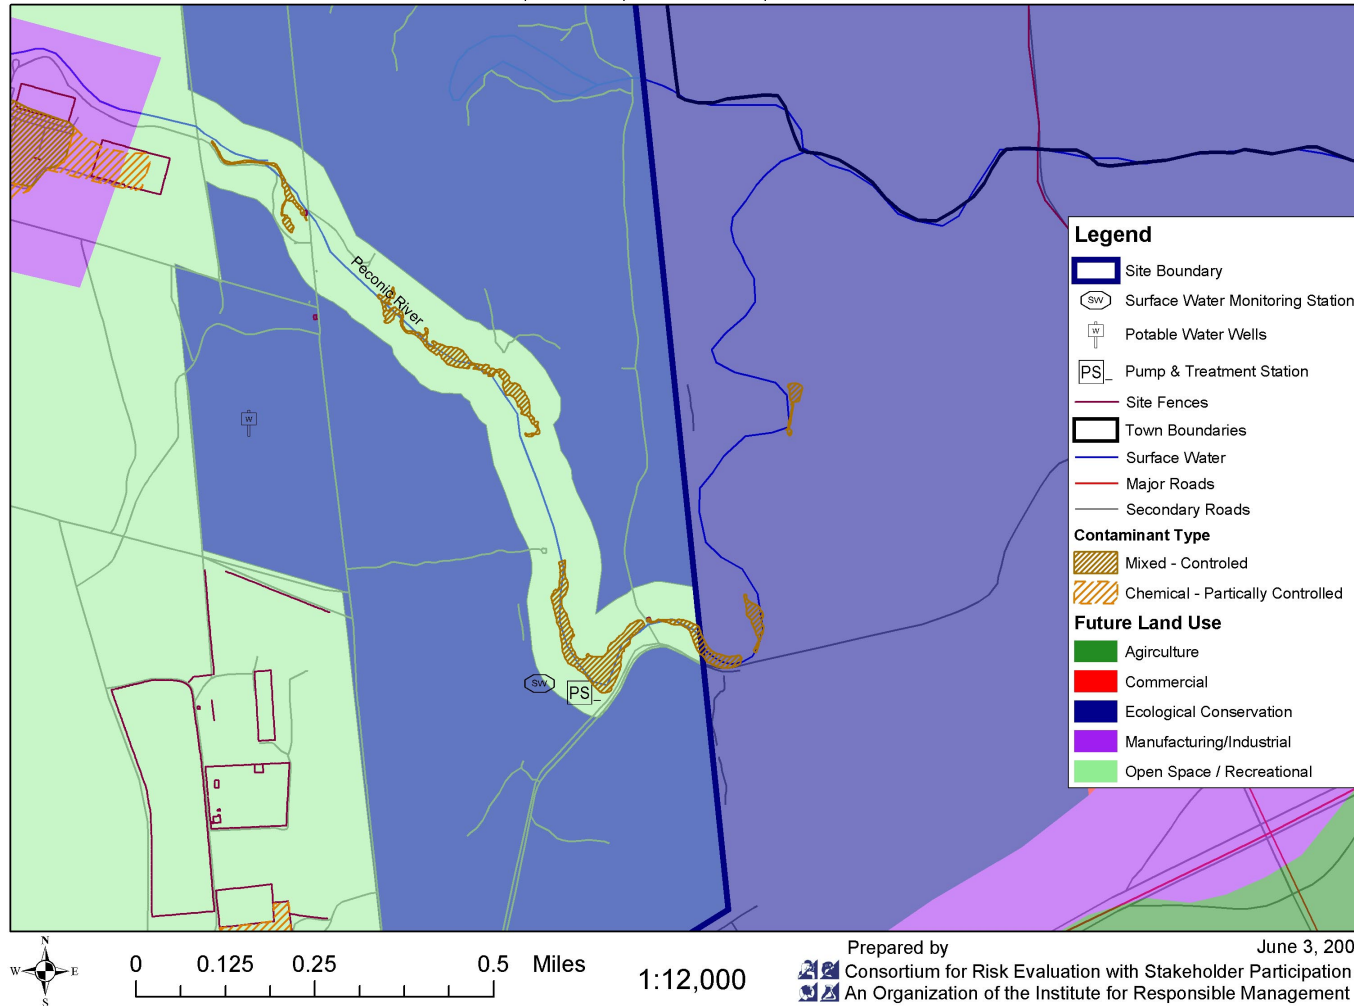 Peconic River
W
SW
PS_
Legend
Site Boundary
SW Surface Water Monitoring Station
W Potable Water Wells
PS_ Pump & Treatment Station
Site Fences
Town Boundaries
Surface Water
Major Roads
Secondary Roads
Contaminant Type
Mixed - Controled
Chemical - Partically Controlled
Future Land Use
Agirculture
Commercial
Ecological Conservation
Manufacturing/Industrial
Open Space / Recreational
N
W E
S
0 0.125 0.25 0.5 Miles
1:12,000
Prepared by June 3, 200
Consortium for Risk Evaluation with Stakeholder Participation
An Organization of the Institute for Responsible Management